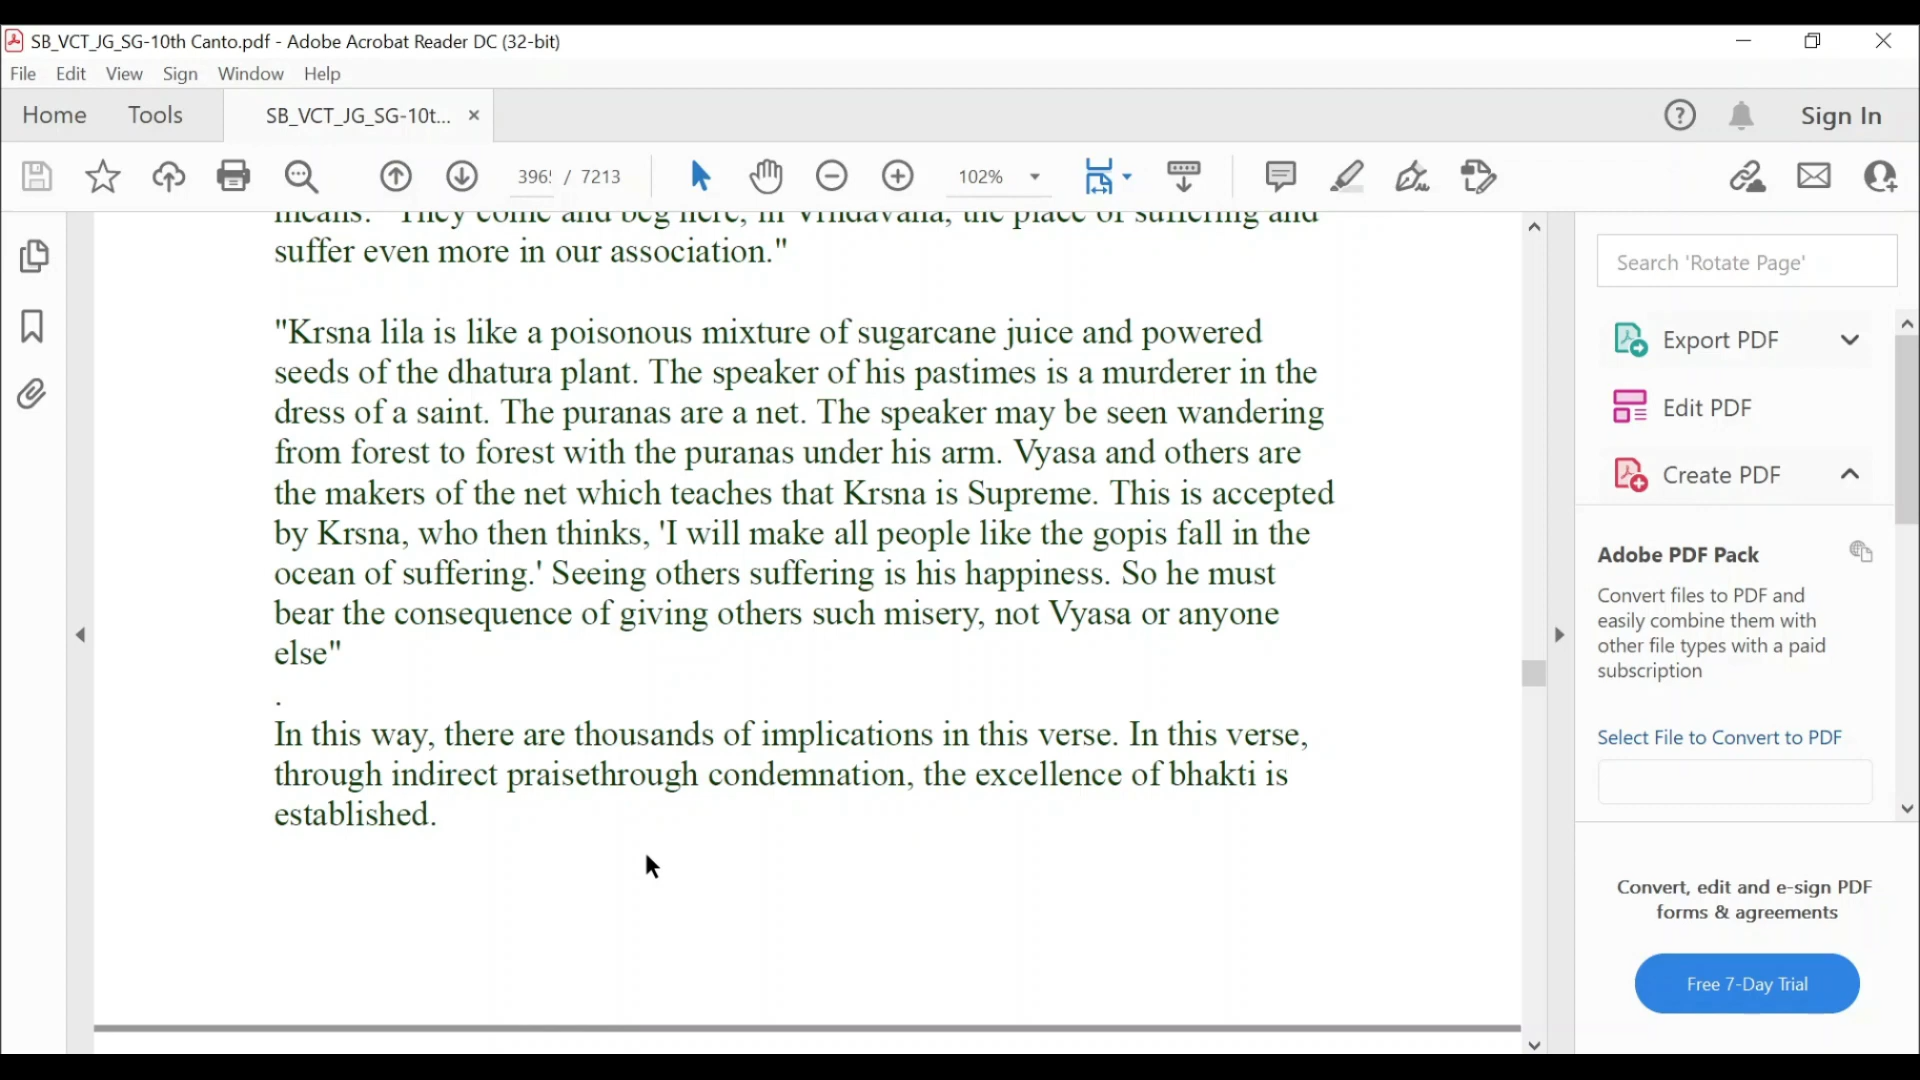 SB_VCT_JG_SG-10th Canto.pdf - Adobe Acrobat Reader DC (32-bit)
File Edit View Sign Window Help
Home Tools SB_VCT_JG_SG-10t... × Sign In
/ 7213 102%
means. "They come and beg here, in Vrndavana, the place of suffering and
suffer even more in our association."
"Krsna lila is like a poisonous mixture of sugarcane juice and powered
seeds of the dhatura plant. The speaker of his pastimes is a murderer in the
dress of a saint. The puranas are a net. The speaker may be seen wandering
from forest to forest with the puranas under his arm. Vyasa and others are
the makers of the net which teaches that Krsna is Supreme. This is accepted
by Krsna, who then thinks, 'I will make all people like the gopis fall in the
ocean of suffering.' Seeing others suffering is his happiness. So he must
bear the consequence of giving others such misery, not Vyasa or anyone
else"
.
In this way, there are thousands of implications in this verse. In this verse,
through indirect praisethrough condemnation, the excellence of bhakti is
established.
Search 'Rotate Page'
Export PDF
Edit PDF
Create PDF
Adobe PDF Pack
Convert files to PDF and
easily combine them with
other file types with a paid
subscription
Select File to Convert to PDF
Convert, edit and e-sign PDF
forms & agreements
Free 7-Day Trial